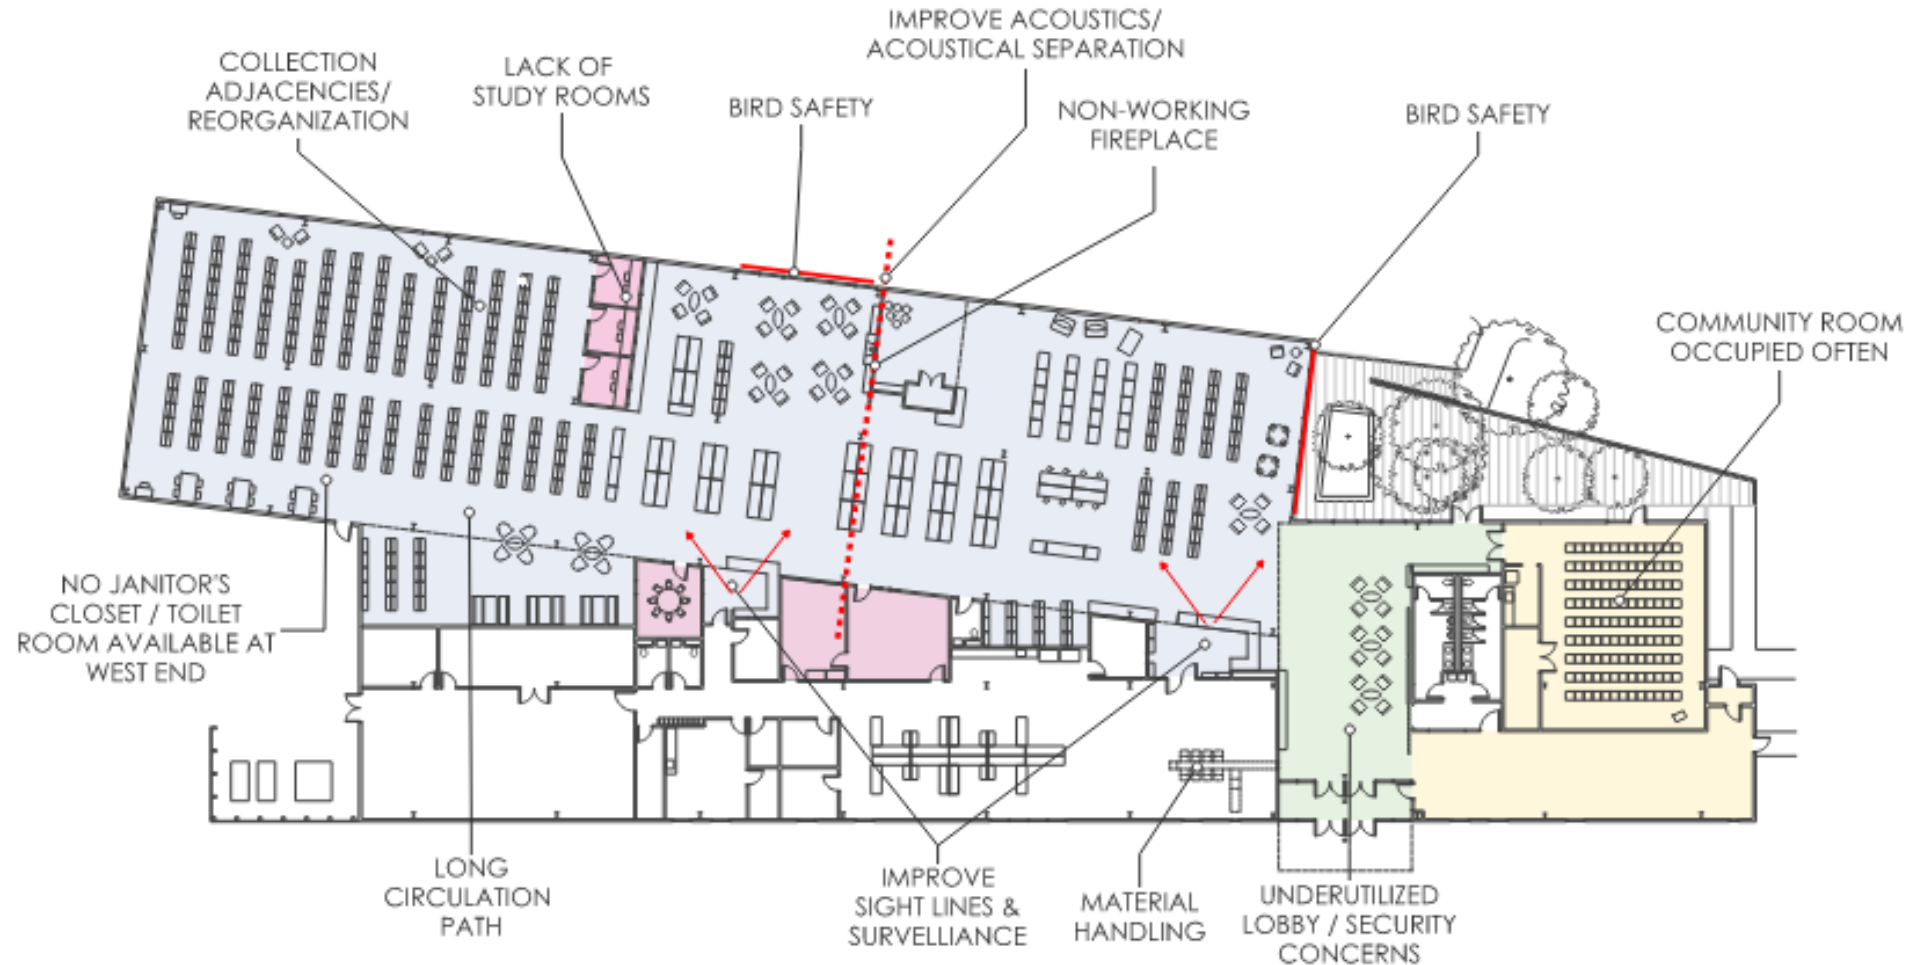 IMPROVE ACOUSTICS/
ACOUSTICAL SEPARATION
COLLECTION
ADJACENCIES/
REORGANIZATION
LACK OF
STUDY ROOMS
BIRD SAFETY
NON-WORKING
FIREPLACE
BIRD SAFETY
COMMUNITY ROOM
OCCUPIED OFTEN
NO JANITOR'S
CLOSET / TOILET
ROOM AVAILABLE AT
WEST END
LONG
CIRCULATION
PATH
IMPROVE
SIGHT LINES &
SURVELLIANCE
MATERIAL
HANDLING
UNDERUTILIZED
LOBBY / SECURITY
CONCERNS